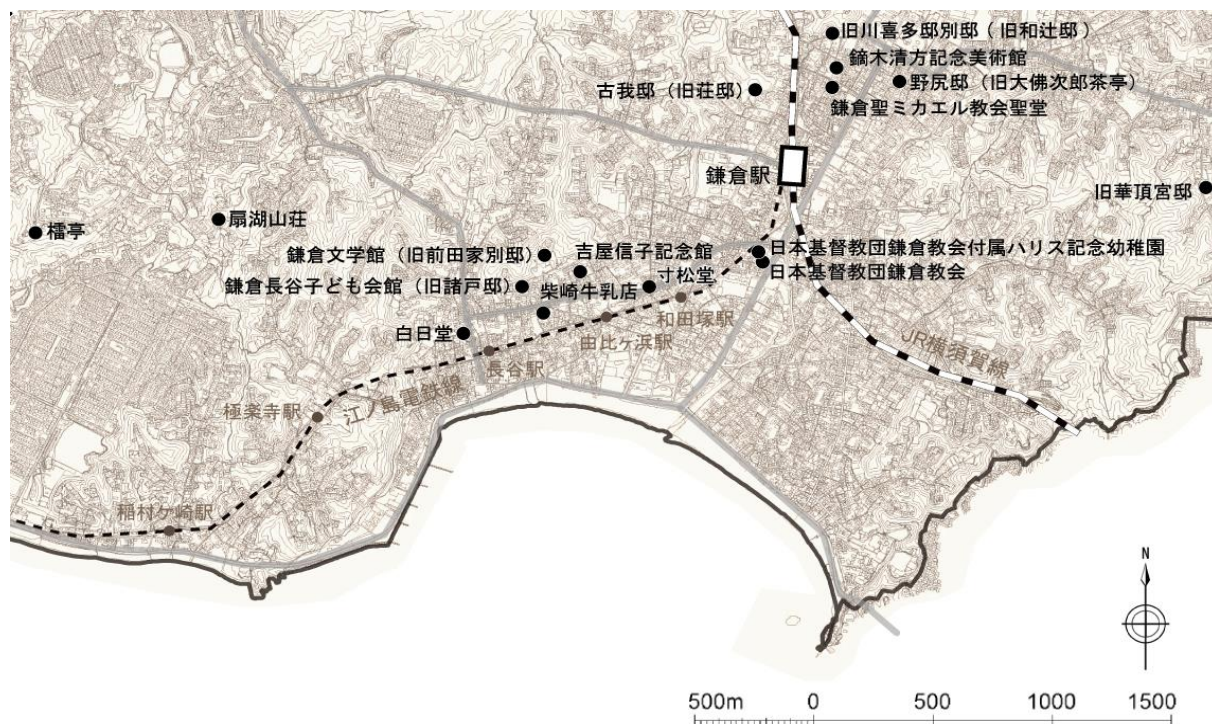 旧川喜多邸別邸（旧和辻邸）
鏑木清方記念美術館
古我邸（旧荘邸）
野尻邸（旧大佛次郎茶亭）
鎌倉聖ミカエル教会聖堂
鎌倉駅
旧華頂宮邸
扇湖山荘
檑亭
鎌倉文学館（旧前田家別邸）
吉屋信子記念館
日本基督教団鎌倉教会付属ハリス記念幼稚園
日本基督教団鎌倉教会
鎌倉長谷子ども会館（旧諸戸邸）
寸松堂
柴崎牛乳店
白日堂
和田塚駅
由比ヶ浜駅
長谷駅
JR横須賀線
江ノ島電鉄線
極楽寺駅
稲村ケ崎駅
N
500m 0 500 1000 1500